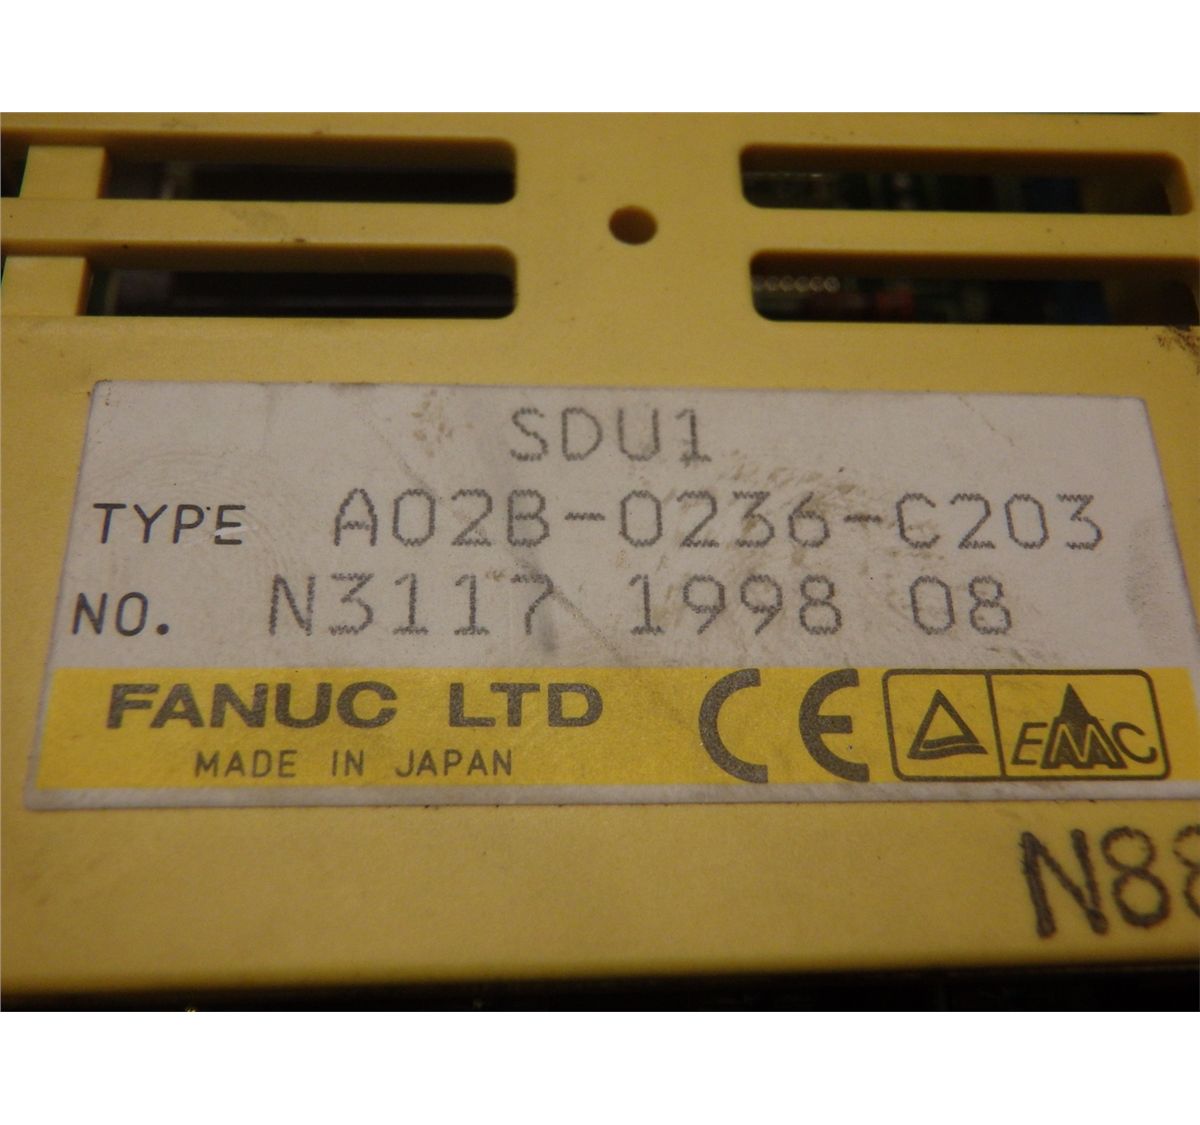 SDU1
TYPE A02B-0236-C203
NO. N3117 1998 08
FANUC LTD CE EMC
MADE IN JAPAN
N88